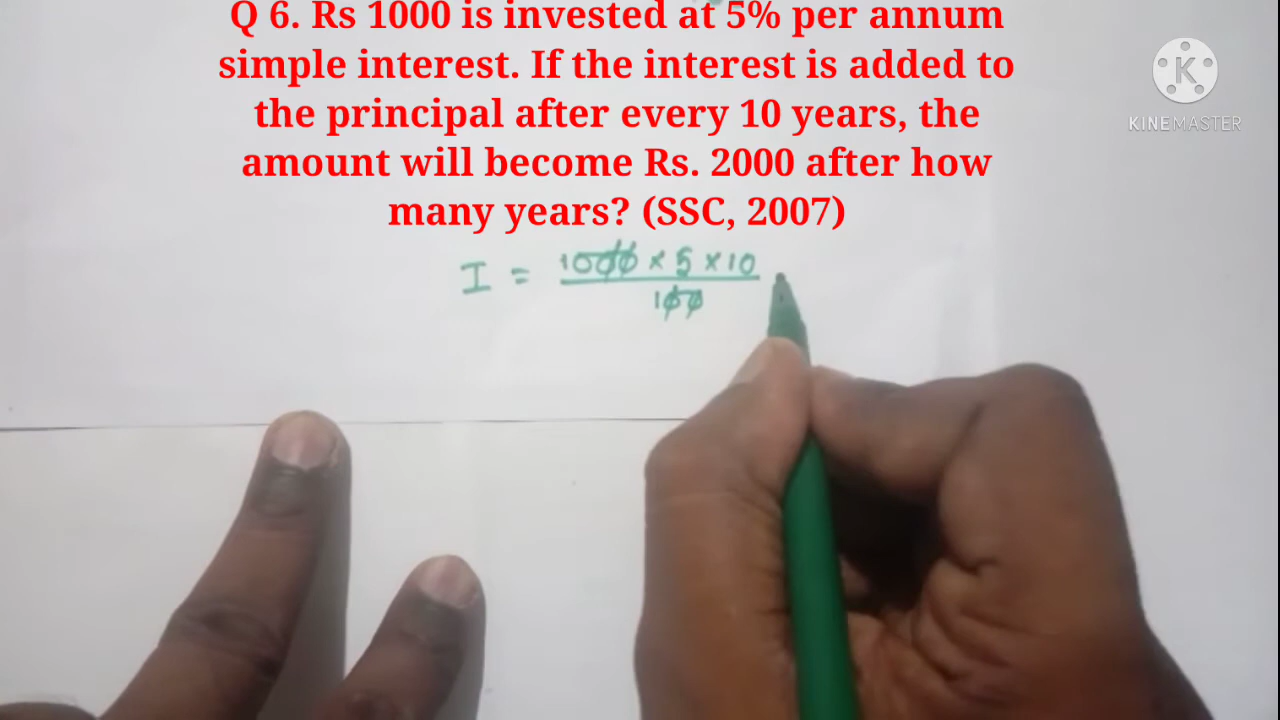 Q 6. Rs 1000 is invested at 5% per annum
simple interest. If the interest is added to
the principal after every 10 years, the
amount will become Rs. 2000 after how
many years? (SSC, 2007)
K
KINEMASTER
I = 1000 × 5 × 10
100